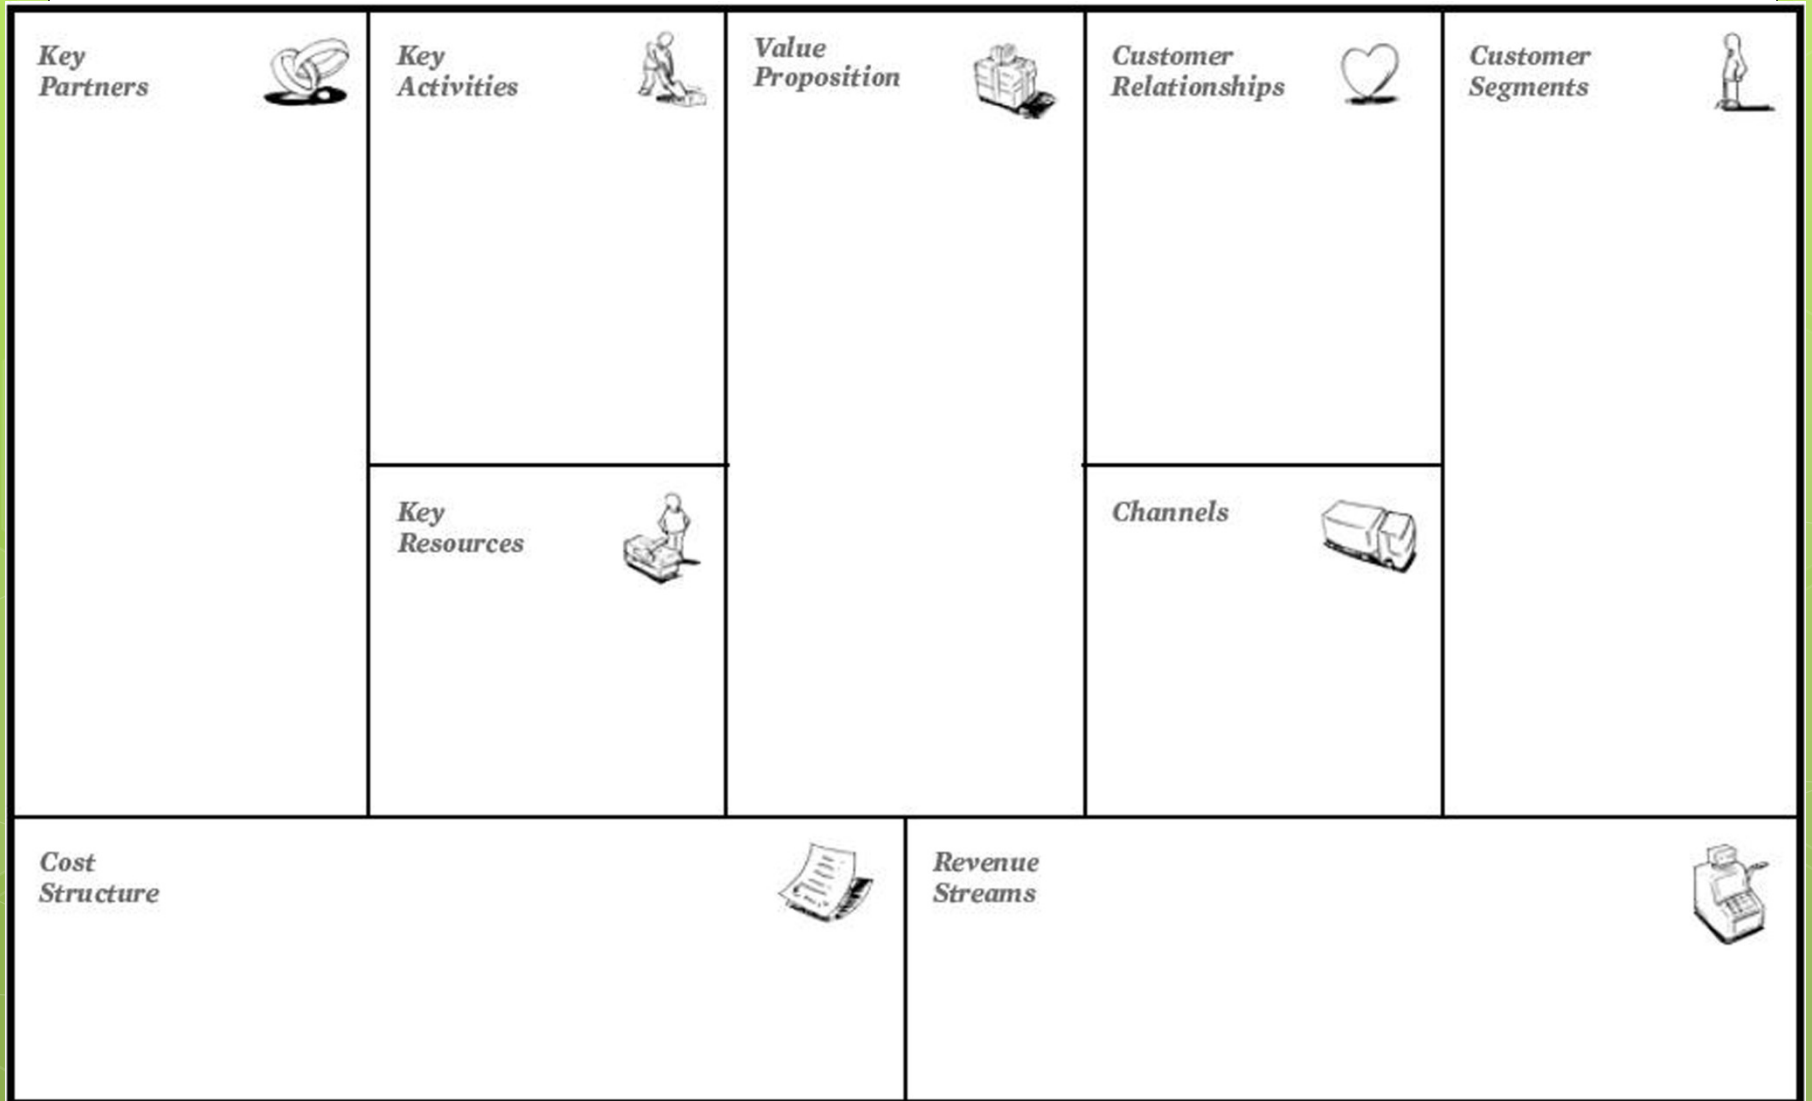 Key
Partners
Key
Activities
Value
Proposition
Customer
Relationships
Customer
Segments
Key
Resources
Channels
Cost
Structure
Revenue
Streams